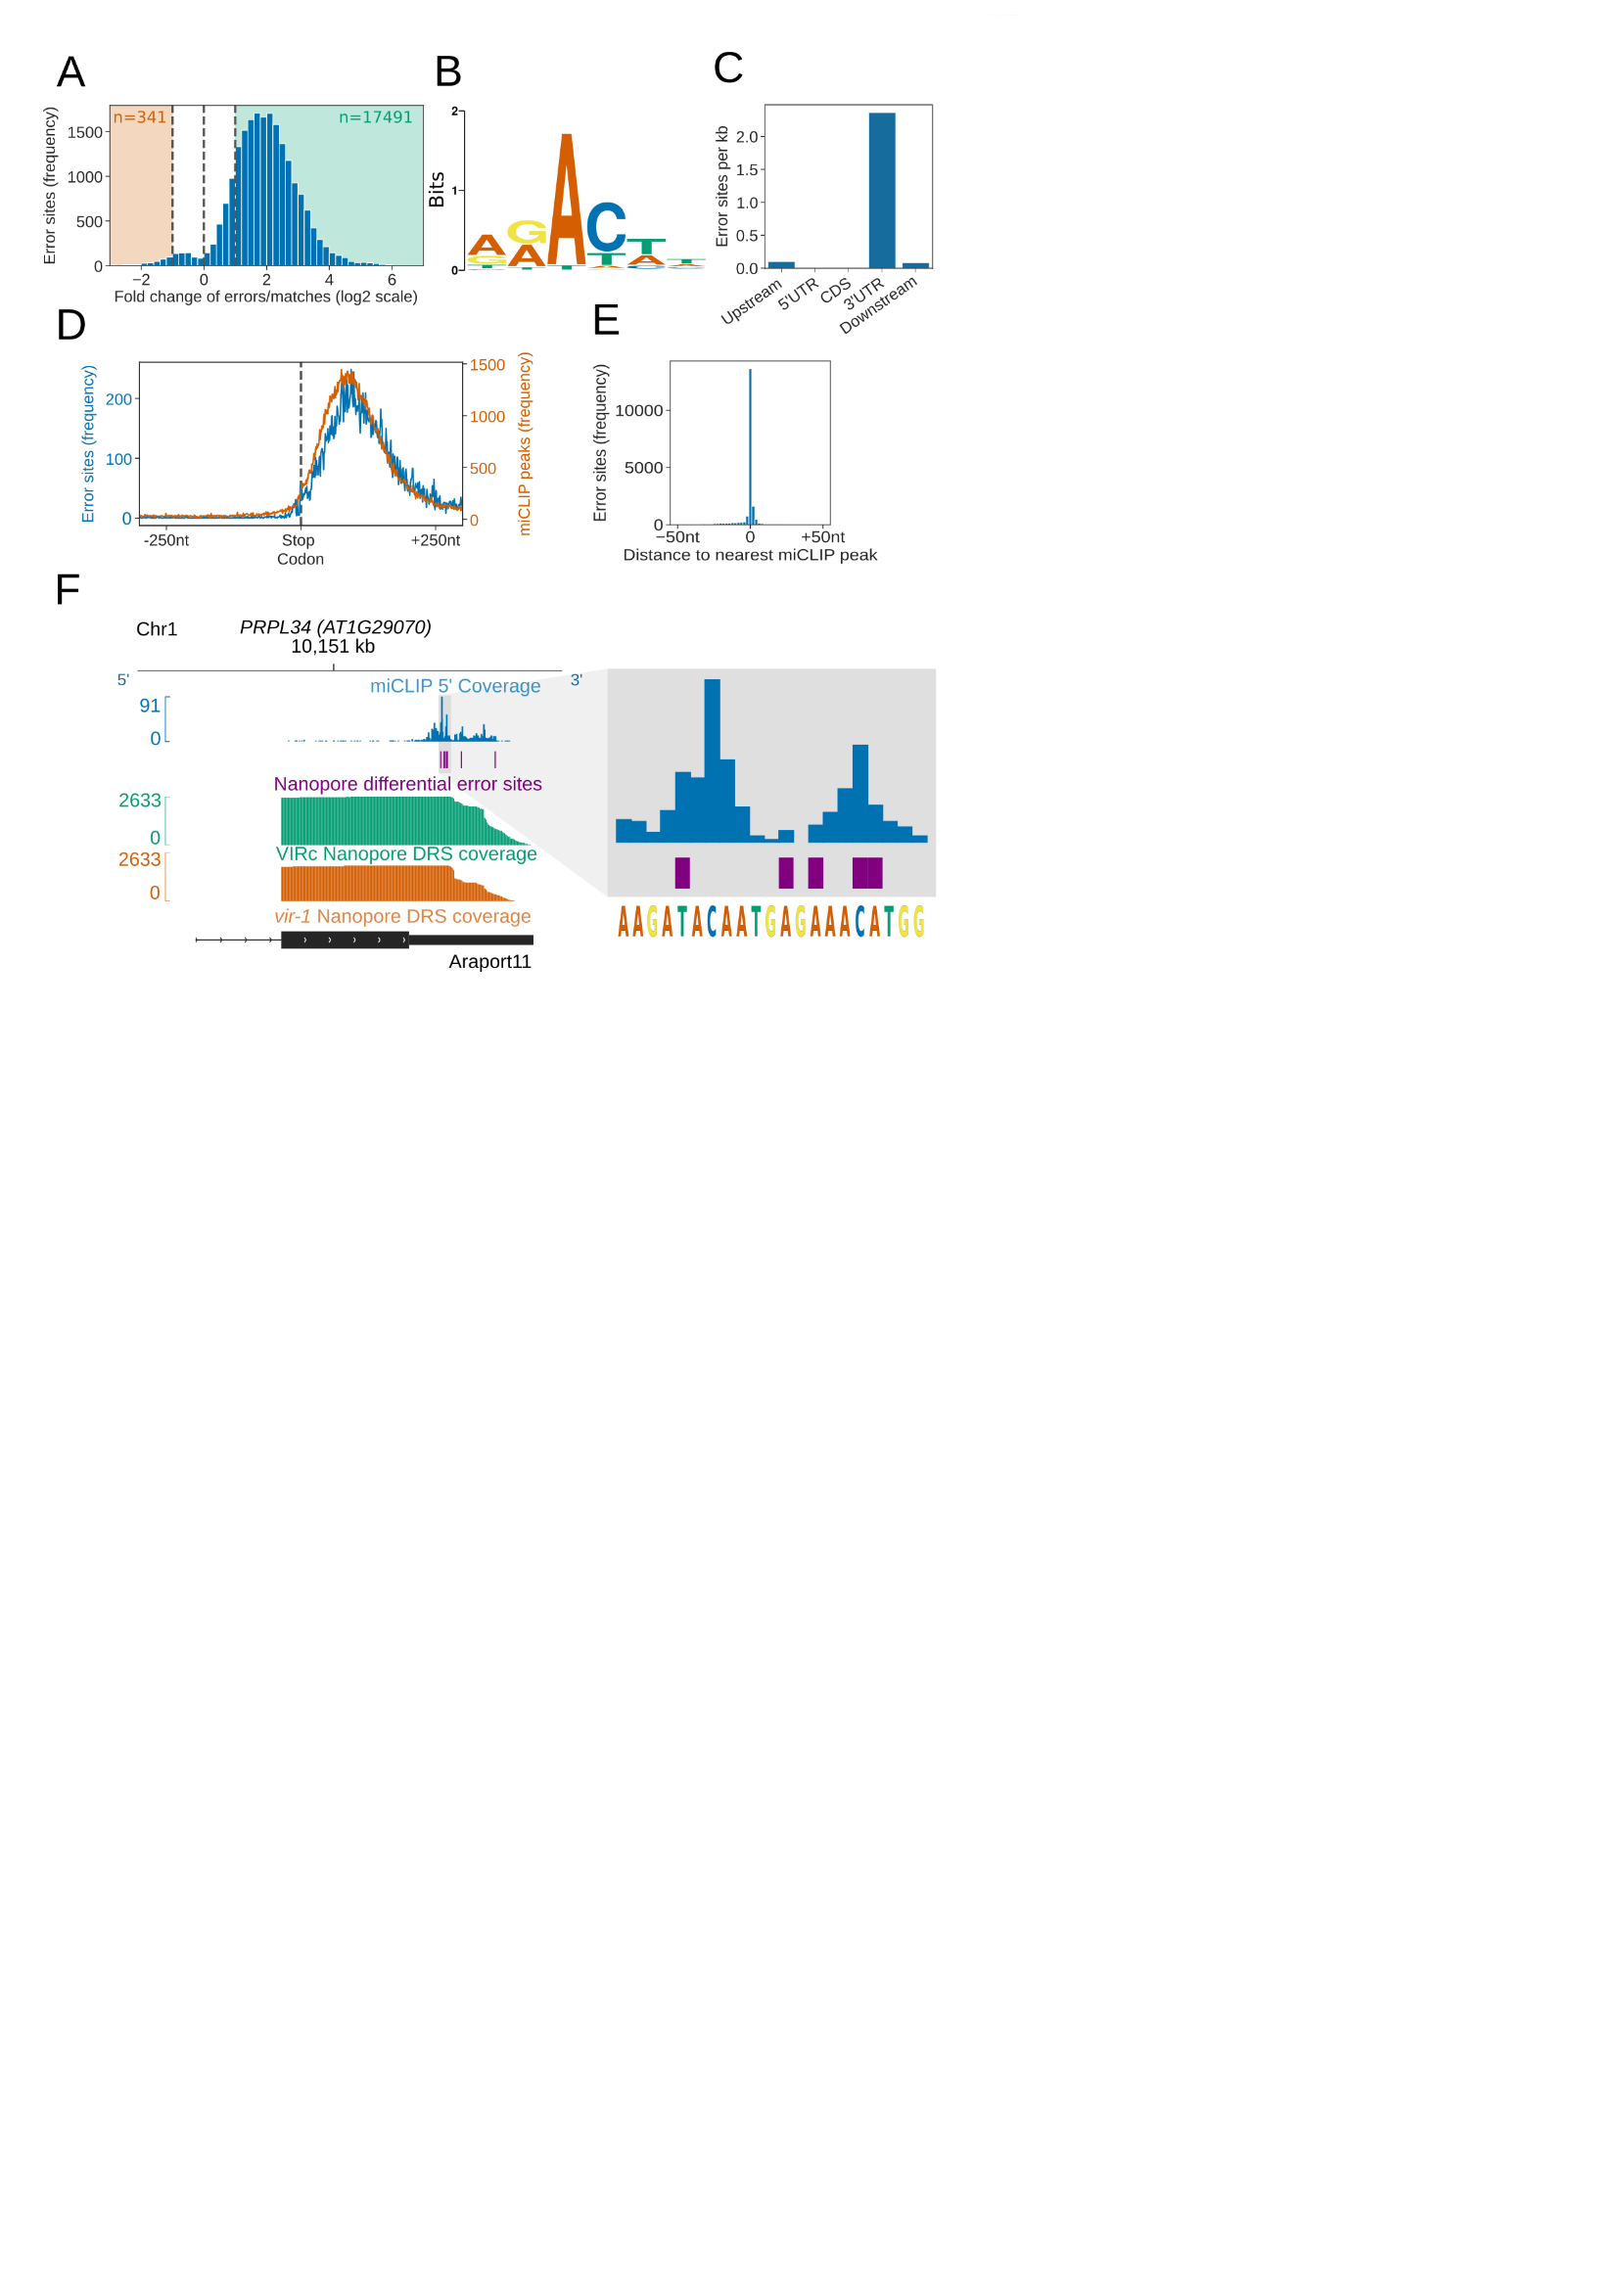 A
n=341
n=17491
1500
1000
500
0
−2
0
2
4
6
Error sites (frequency)
Fold change of errors/matches (log2 scale)
B
2
1
0
Bits
C
2.0
1.5
1.0
0.5
0.0
Error sites per kb
Upstream
5'UTR
CDS
3'UTR
Downstream
D
200
100
0
Error sites (frequency)
1500
1000
500
0
miCLIP peaks (frequency)
-250nt
Stop
Codon
+250nt
E
10000
5000
0
Error sites (frequency)
−50nt
0
+50nt
Distance to nearest miCLIP peak
F
Chr1
PRPL34 (AT1G29070)
10,151 kb
5'
3'
miCLIP 5' Coverage
91
0
Nanopore differential error sites
2633
0
VIRc Nanopore DRS coverage
2633
0
vir-1 Nanopore DRS coverage
Araport11
AAGATACAATGAGAAACATGG